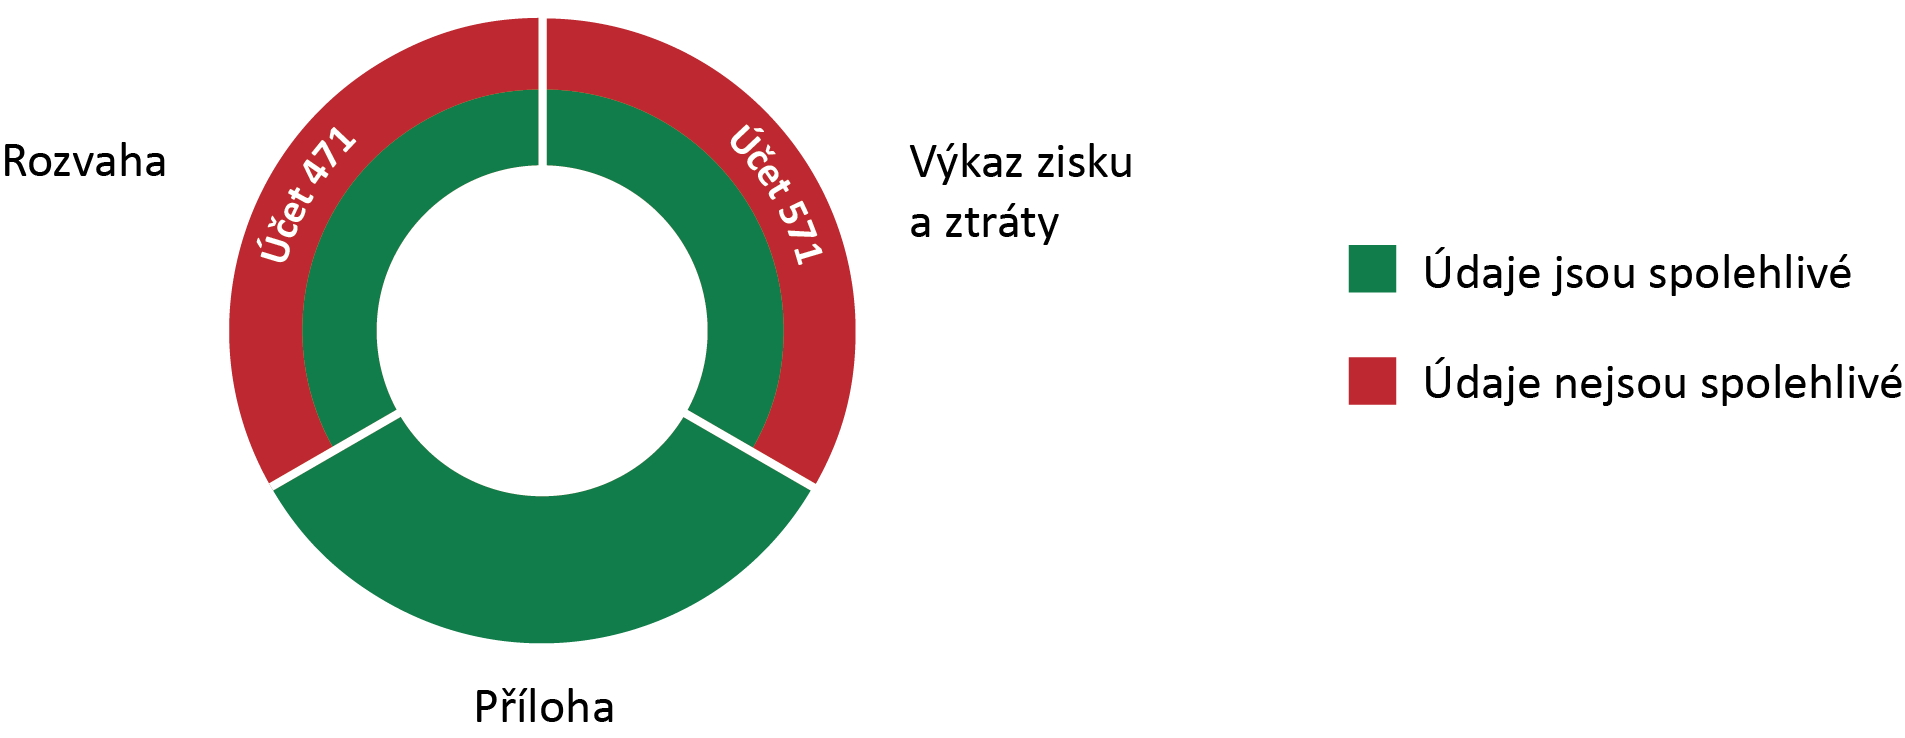 Rozvaha
Účet 471
Účet 571
Výkaz zisku
a ztráty
Údaje jsou spolehlivé
Údaje nejsou spolehlivé
Příloha